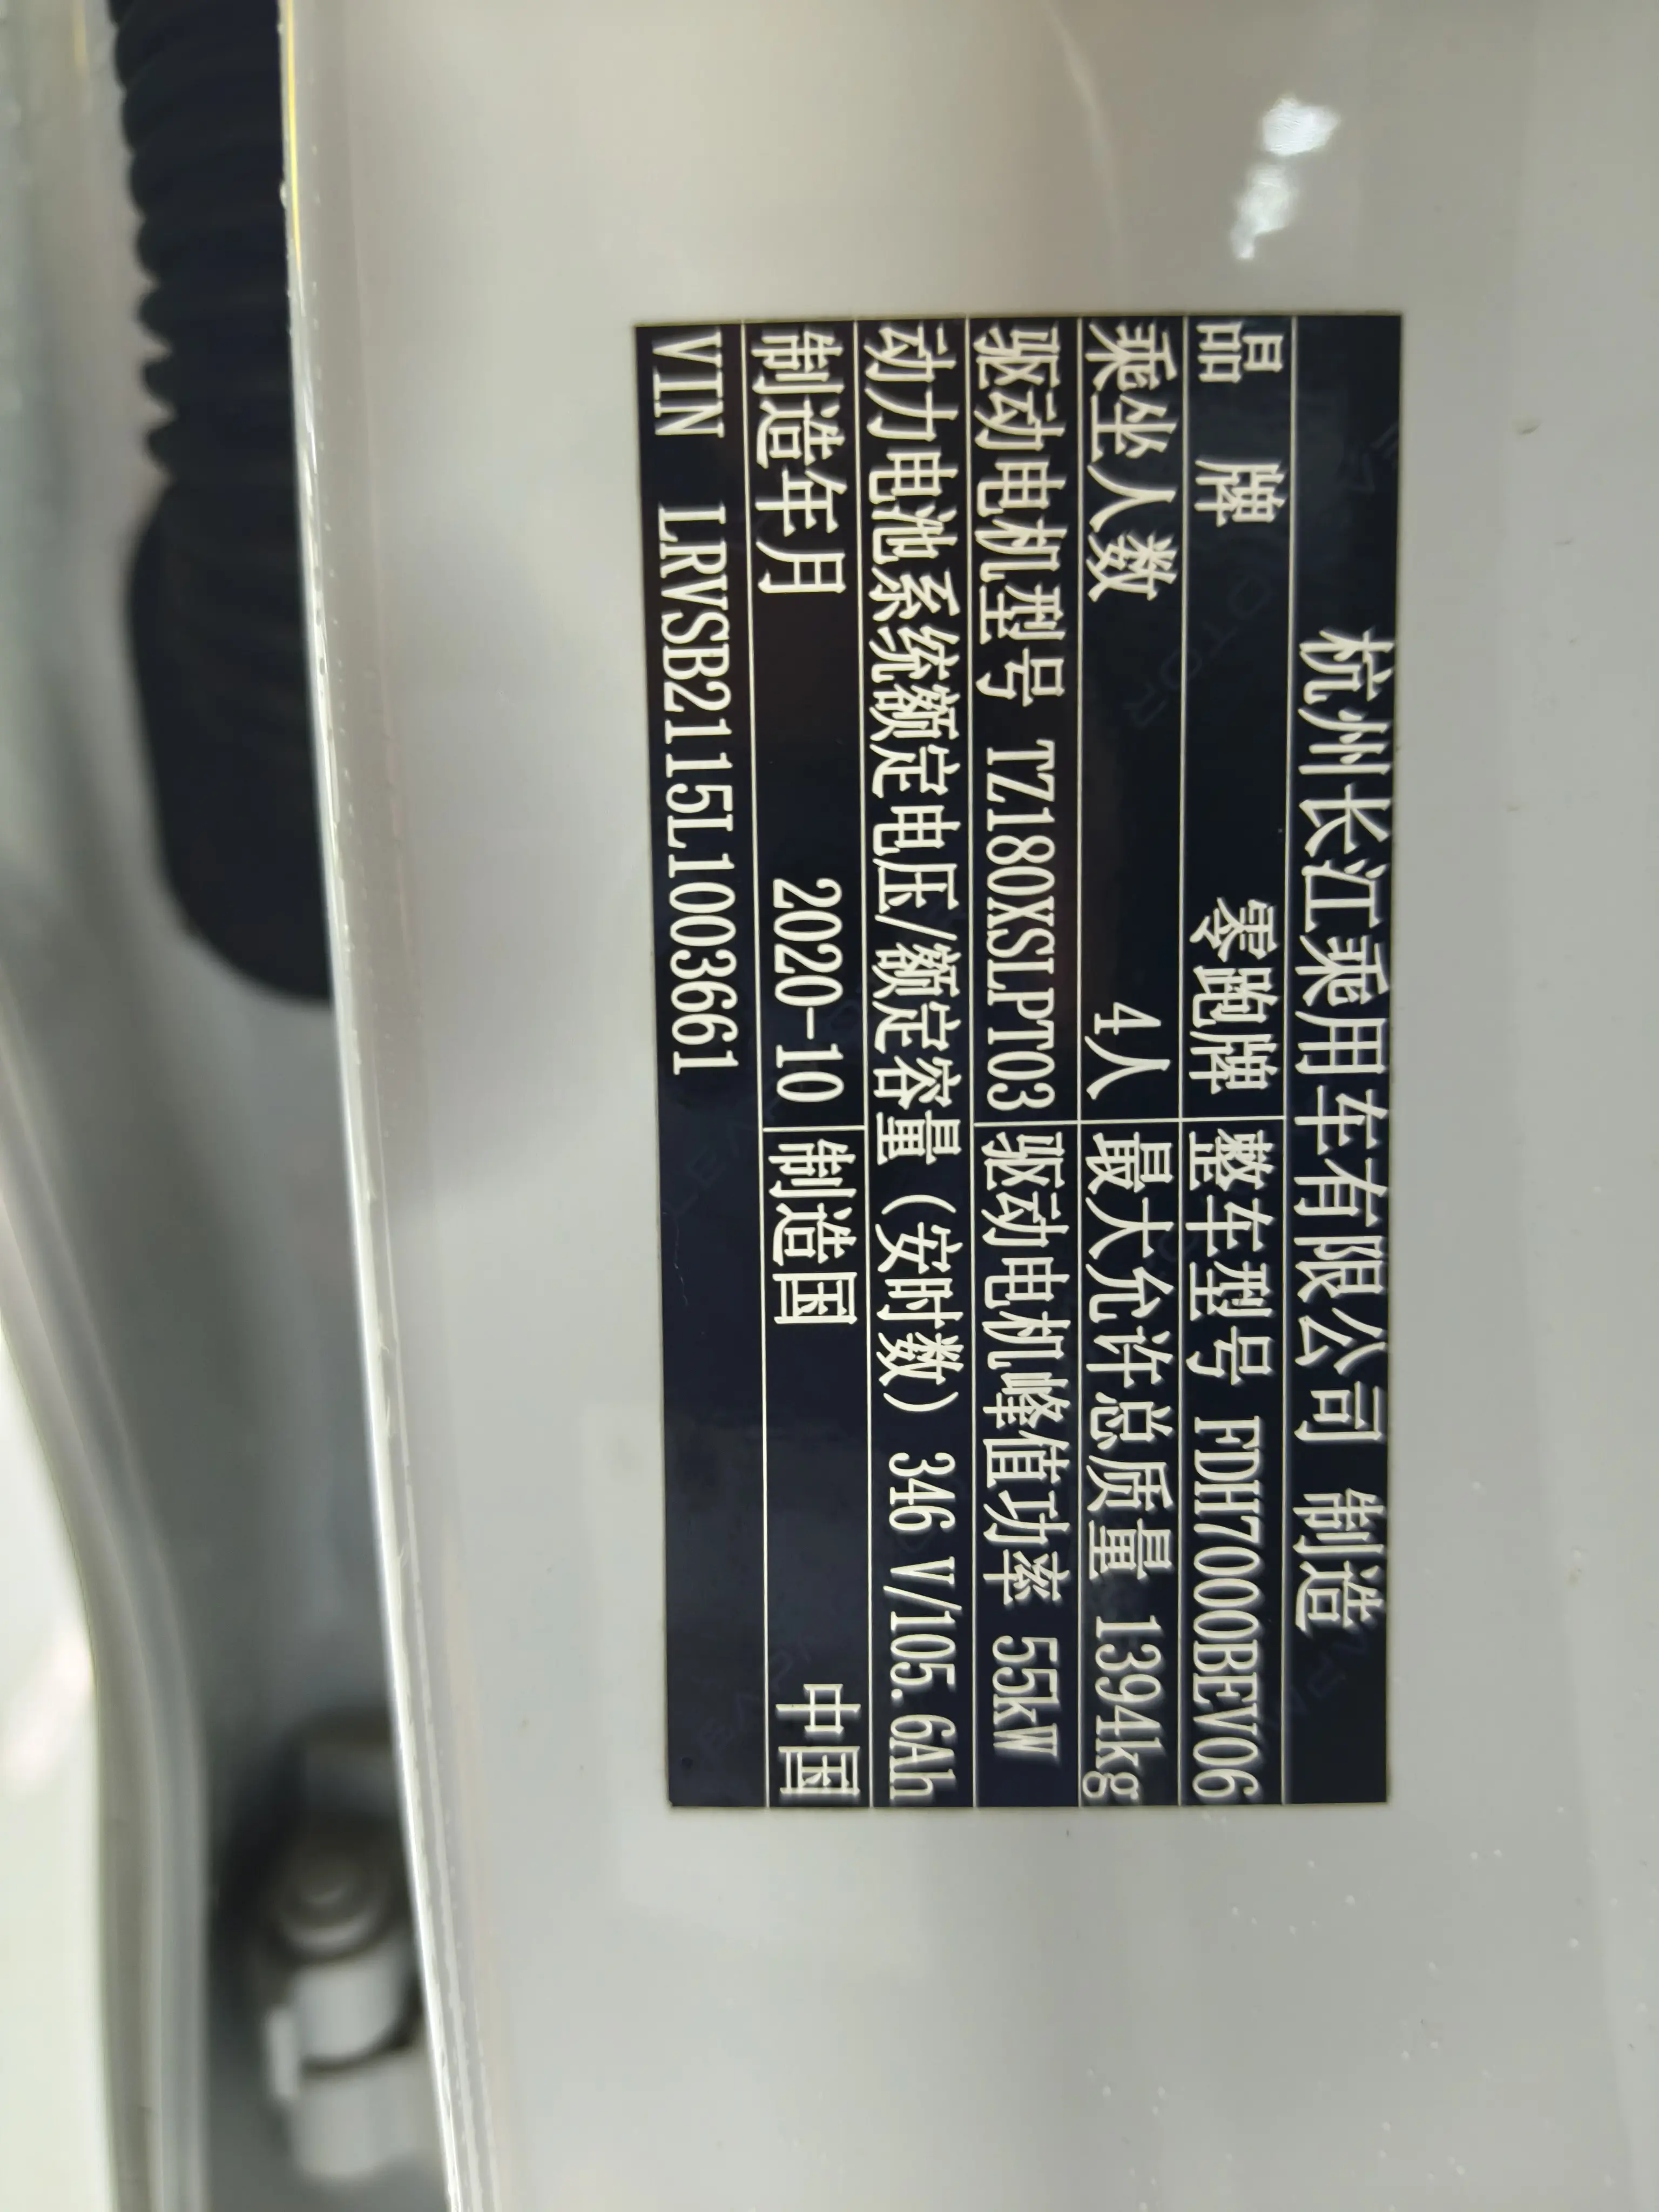 杭州长江乘用车有限公司 制造
品 牌 零跑牌 整车型号 FDH7000BEV06
乘坐人数 4人 最大允许总质量 1394kg
驱动电机型号 TZ180XSLPT03 驱动电机峰值功率 55kW
动力电池系统额定电压/额定容量(安时数) 346 V/105.6Ah
制造年月 2020-10 制造国 中国
VIN LRVSB2115L1003661